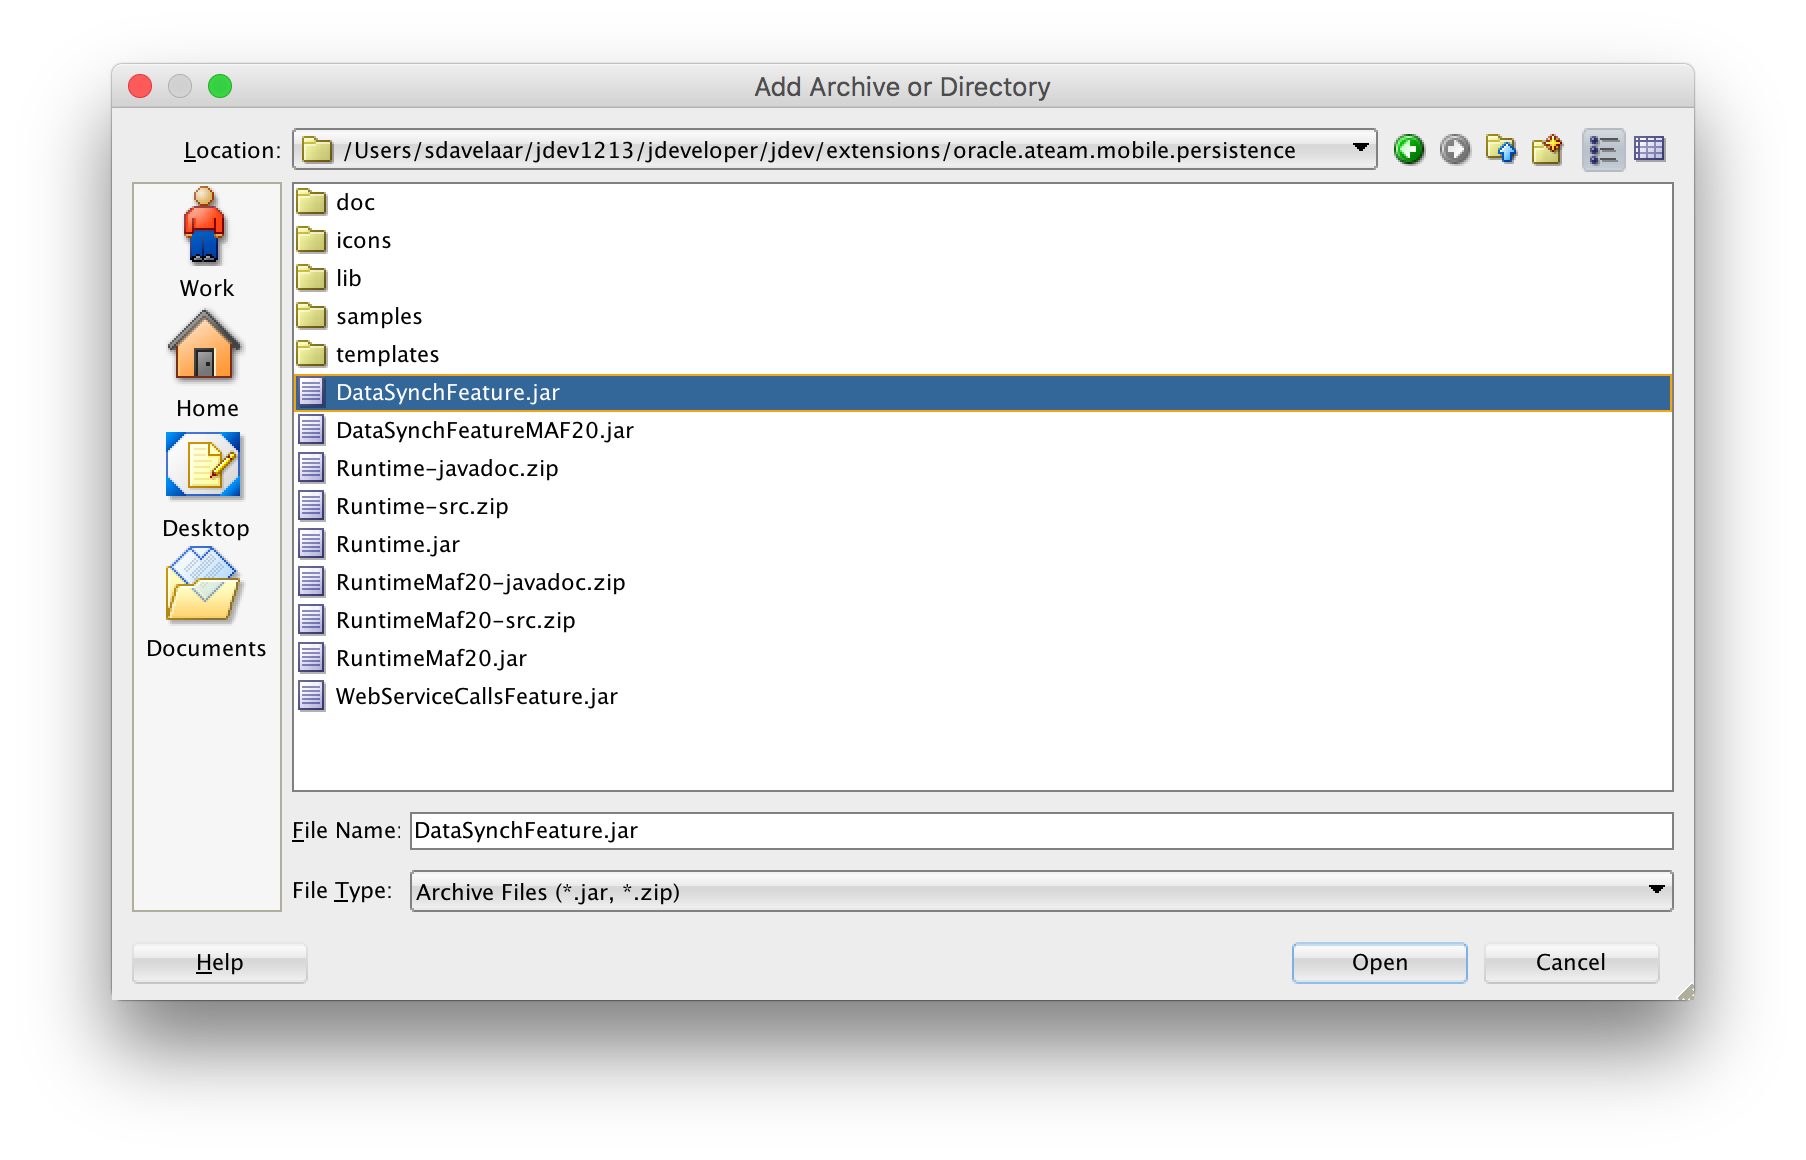 Add Archive or Directory
Location: /Users/sdavelaar/jdev1213/jdeveloper/jdev/extensions/oracle.ateam.mobile.persistence
Work
Home
Desktop
Documents
doc
icons
lib
samples
templates
DataSynchFeature.jar
DataSynchFeatureMAF20.jar
Runtime-javadoc.zip
Runtime-src.zip
Runtime.jar
RuntimeMaf20-javadoc.zip
RuntimeMaf20-src.zip
RuntimeMaf20.jar
WebServiceCallsFeature.jar
File Name: DataSynchFeature.jar
File Type: Archive Files (*.jar, *.zip)
Help Open Cancel